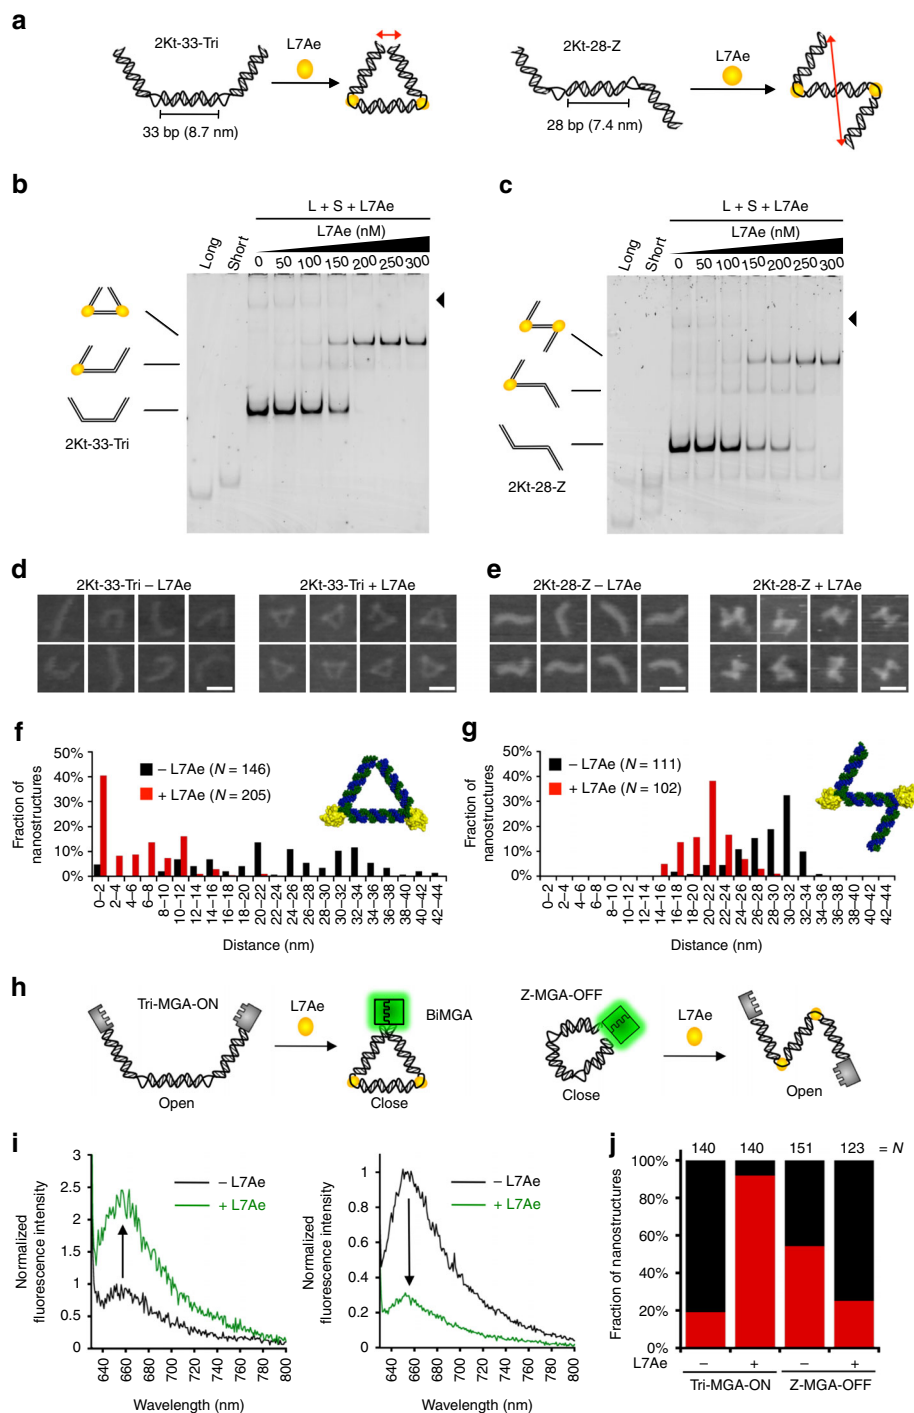 a
2Kt-33-Tri
L7Ae
33 bp (8.7 nm)
2Kt-28-Z
L7Ae
28 bp (7.4 nm)
b
L + S + L7Ae
L7Ae (nM)
Long
Short
0 50 100 150 200 250 300
2Kt-33-Tri
c
L + S + L7Ae
L7Ae (nM)
Long
Short
0 50 100 150 200 250 300
2Kt-28-Z
d
2Kt-33-Tri – L7Ae
2Kt-33-Tri + L7Ae
e
2Kt-28-Z – L7Ae
2Kt-28-Z + L7Ae
f
Fraction of
nanostructures
50%
40%
30%
20%
10%
0%
– L7Ae (N = 146)
+ L7Ae (N = 205)
0–2 2–4 4–6 6–8 8–10 10–12 12–14 14–16 16–18 18–20 20–22 22–24 24–26 26–28 28–30 30–32 32–34 34–36 36–38 38–40 40–42 42–44
Distance (nm)
g
Fraction of
nanostructures
50%
40%
30%
20%
10%
0%
– L7Ae (N = 111)
+ L7Ae (N = 102)
0–2 2–4 4–6 6–8 8–10 10–12 12–14 14–16 16–18 18–20 20–22 22–24 24–26 26–28 28–30 30–32 32–34 34–36 36–38 38–40 40–42 42–44
Distance (nm)
h
Tri-MGA-ON
Open
L7Ae
BiMGA
Close
Z-MGA-OFF
Close
L7Ae
Open
i
Normalized
fluorescence intensity
3
2.5
2
1.5
1
0.5
0
– L7Ae
+ L7Ae
640 660 680 700 720 740 760 780 800
Wavelength (nm)
Normalized
fluorescence intensity
1
0.5
0
– L7Ae
+ L7Ae
640 660 680 700 720 740 760 780 800
Wavelength (nm)
j
140 140 151 123 = N
Fraction of nanostructures
100%
80%
60%
40%
20%
0%
L7Ae – + – +
Tri-MGA-ON Z-MGA-OFF